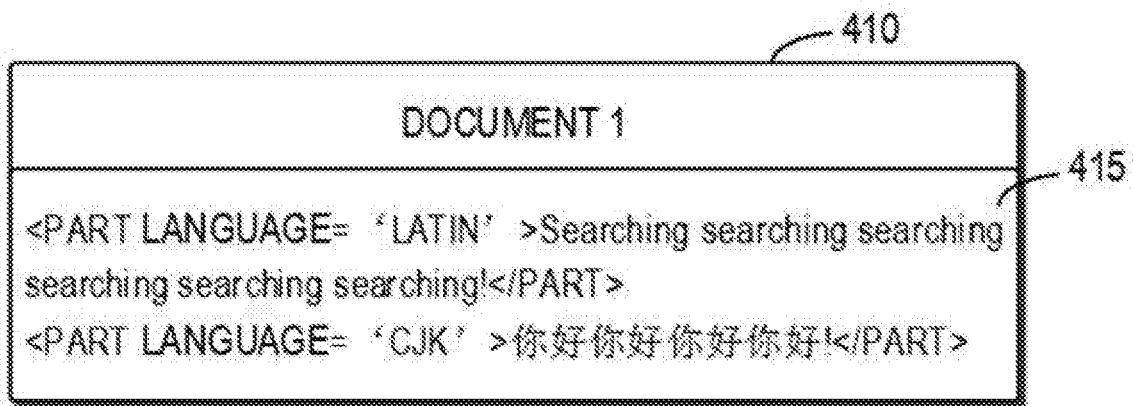 410
DOCUMENT 1
415
<PART LANGUAGE= ‘LATIN’ >Searching searching searching
searching searching searching!</PART>
<PART LANGUAGE= ‘CJK’ >你好你好你好你好!</PART>